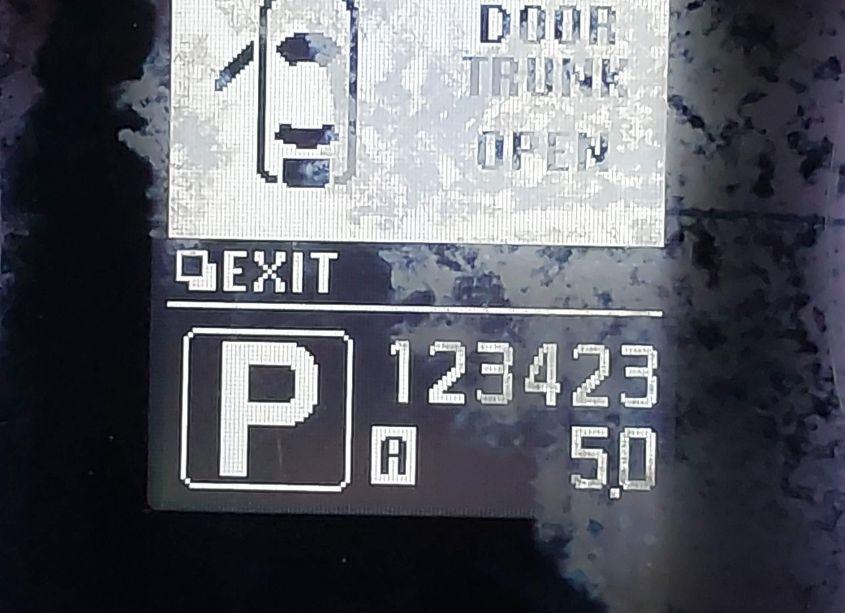 DOOR
TRUNK
OPEN
EXIT
P 123423
A 5.0